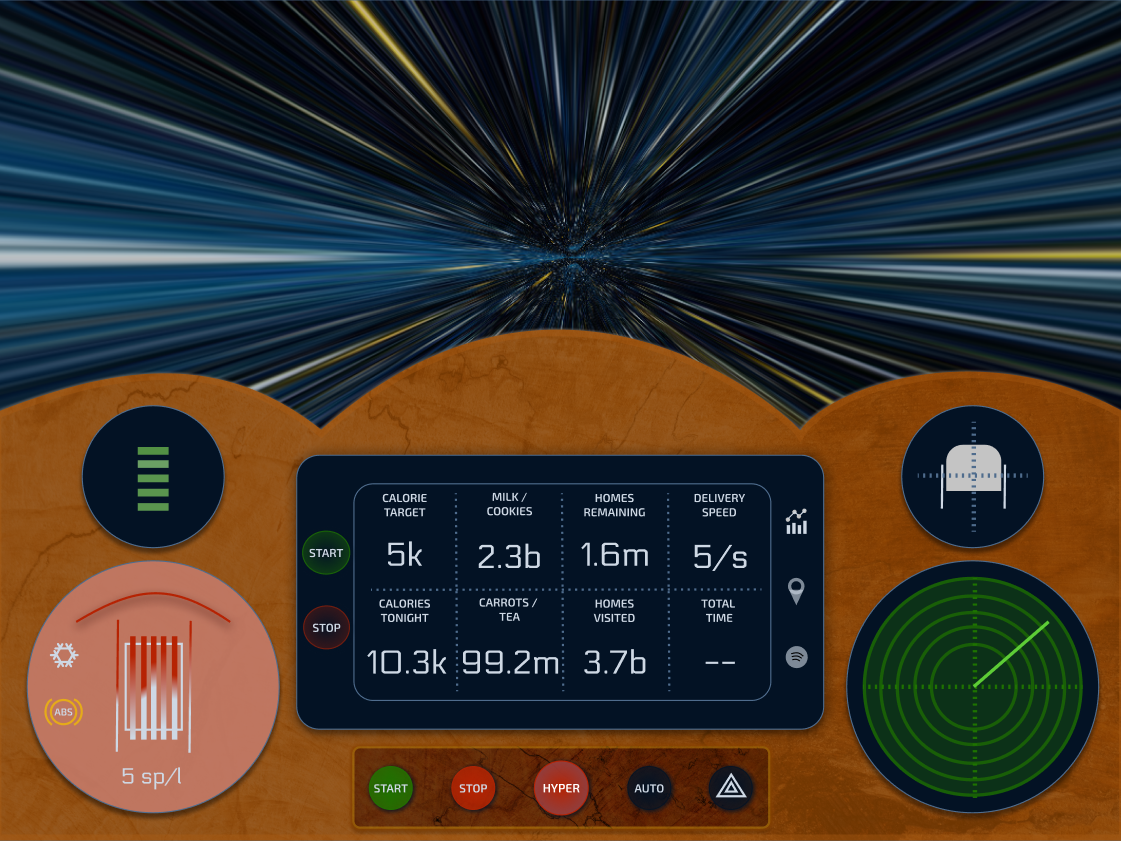 CALORIE TARGET
MILK / COOKIES
HOMES REMAINING
DELIVERY SPEED
5k
2.3b
1.6m
5/s
CALORIES TONIGHT
CARROTS / TEA
HOMES VISITED
TOTAL TIME
10.3k
99.2m
3.7b
--
START
STOP
ABS
5 sp/l
START
STOP
HYPER
AUTO